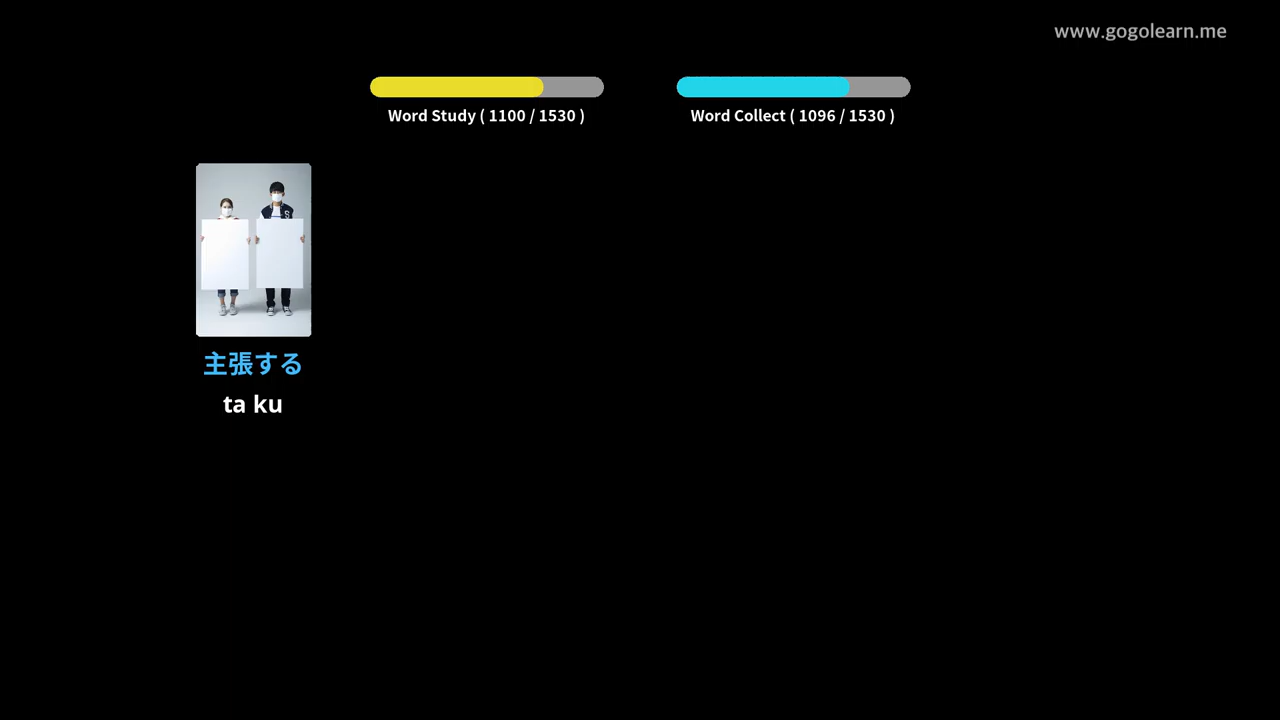 www.gogolearn.me
Word Study ( 1100 / 1530 )
Word Collect ( 1096 / 1530 )
主張する
ta ku